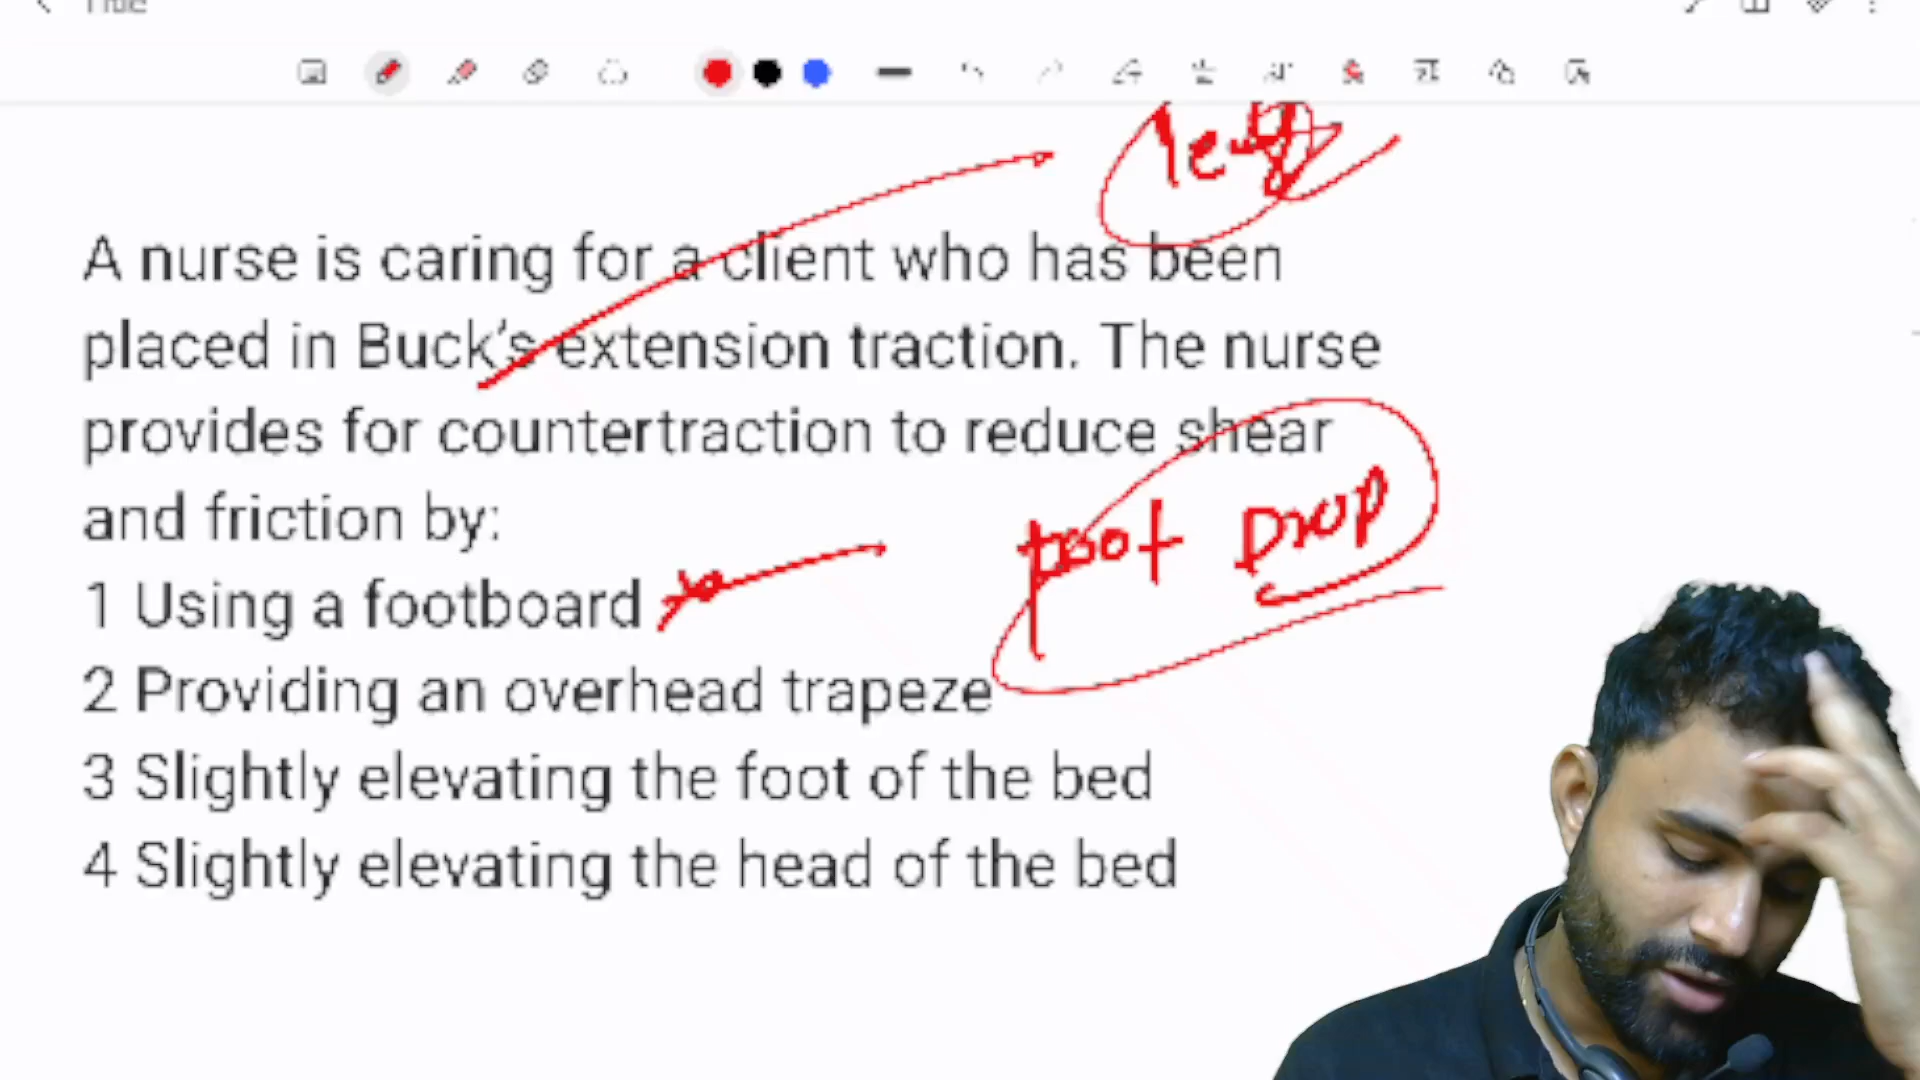 Title
A nurse is caring for a client who has been
placed in Buck's extension traction. The nurse
provides for countertraction to reduce shear
and friction by:
foot Drop
1 Using a footboard
2 Providing an overhead trapeze
3 Slightly elevating the foot of the bed
4 Slightly elevating the head of the bed